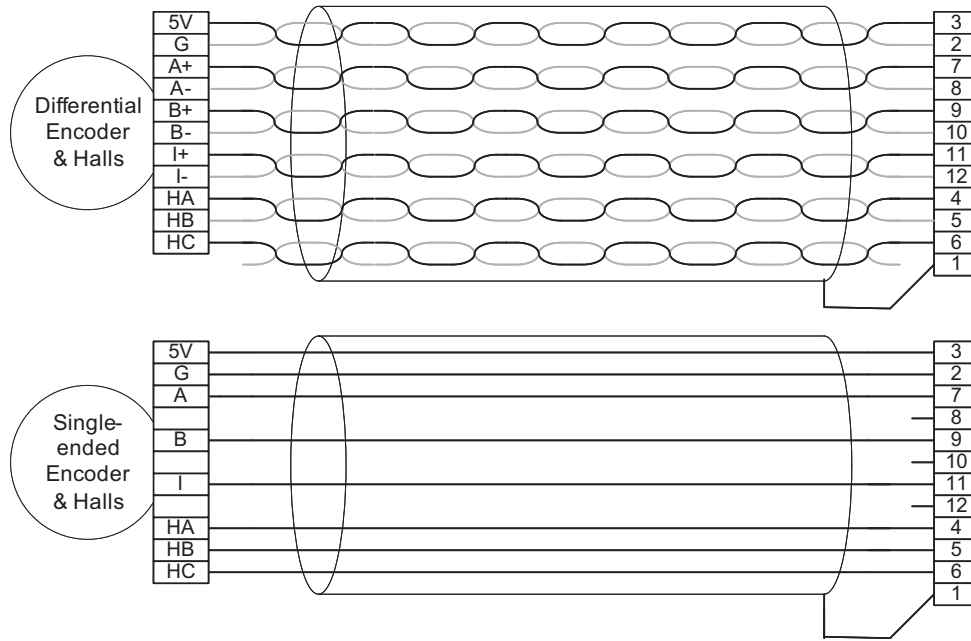 5V 3
G 2
A+ 7
A- 8
Differential
Encoder
& Halls
B+ 9
B- 10
I+ 11
I- 12
HA 4
HB 5
HC 6
1
5V 3
G 2
A 7
8
Single-
ended
Encoder
& Halls
B 9
10
I 11
12
HA 4
HB 5
HC 6
1